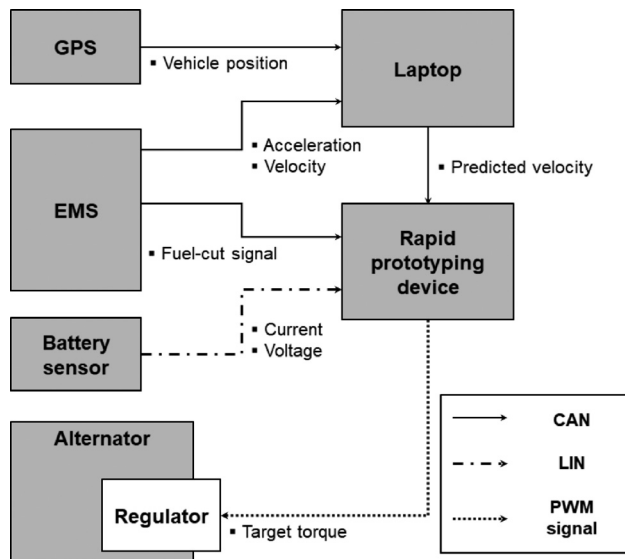 GPS
▪ Vehicle position
Laptop
▪ Acceleration
▪ Velocity
▪ Predicted velocity
EMS
▪ Fuel-cut signal
Rapid
prototyping
device
Battery
sensor
▪ Current
▪ Voltage
Alternator
Regulator
▪ Target torque
CAN
LIN
PWM
signal